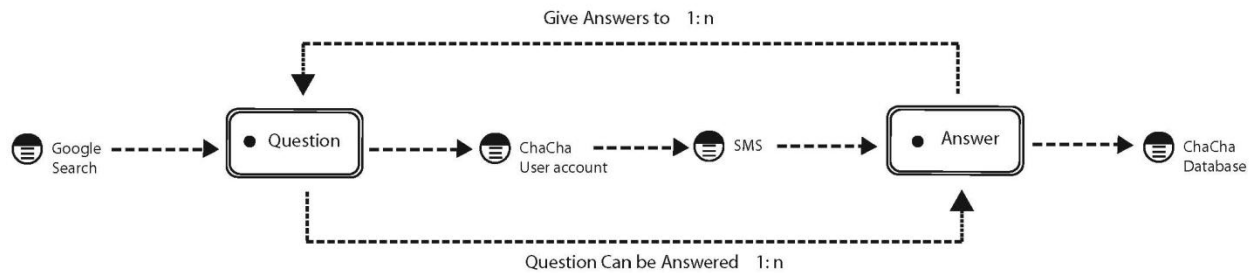 Give Answers to 1: n
Google
Search
Question
ChaCha
User account
SMS
Answer
ChaCha
Database
Question Can be Answered 1: n